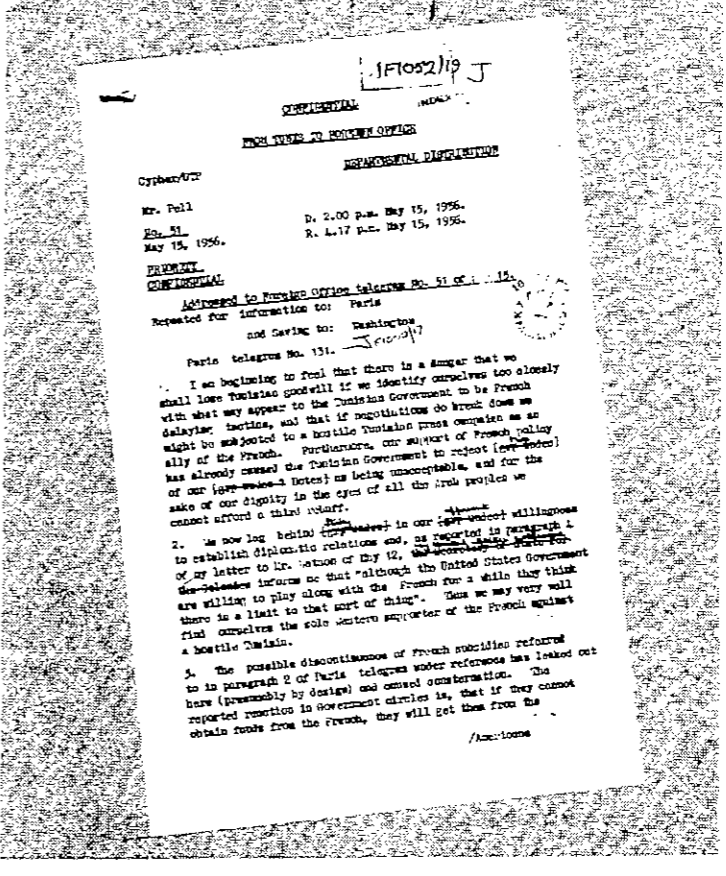 JF1052/19 J
CONFIDENTIAL
INDEX
FROM TUNIS TO FOREIGN OFFICE
DEPARTMENTAL DISTRIBUTION
Cypher/OTP
Mr. Pell
No. 51
D. 2.00 p.m. May 15, 1956.
May 15, 1956.
R. 4.17 p.m. May 15, 1956.
PRIORITY
CONFIDENTIAL
Addressed to Foreign Office telegram No. 51 of 15.
Repeated for information to: Paris
and Saving to: Washington
Paris telegram No. 131.
I am beginning to feel that there is a danger that we
shall lose Tunisian goodwill if we identify ourselves too closely
with what may appear to the Tunisian Government to be French
delaying tactics, and that if negotiations do break down we
might be subjected to a hostile Tunisian press campaign as an
ally of the French. Furthermore, our support of French policy
has already caused the Tunisian Government to reject
of our Notes) as being unacceptable, and for the
sake of our dignity in the eyes of all the Arab peoples we
cannot afford a third rebuff.
2. We now lag behind in our willingness
to establish diplomatic relations and, as reported in paragraph
of my letter to Mr. Watson of May 12,
informs me that "although the United States Government
are willing to play along with the French for a while they think
there is a limit to that sort of thing". Thus we may very well
find ourselves the sole Western supporter of the French against
a hostile Tunisia.
3. The possible discontinuance of French subsidies referred
to in paragraph 2 of Paris telegram under reference has leaked out
here (presumably by design) and caused consternation. The
reported reaction in Government circles is, that if they cannot
obtain funds from the French, they will get them from the
/Americans